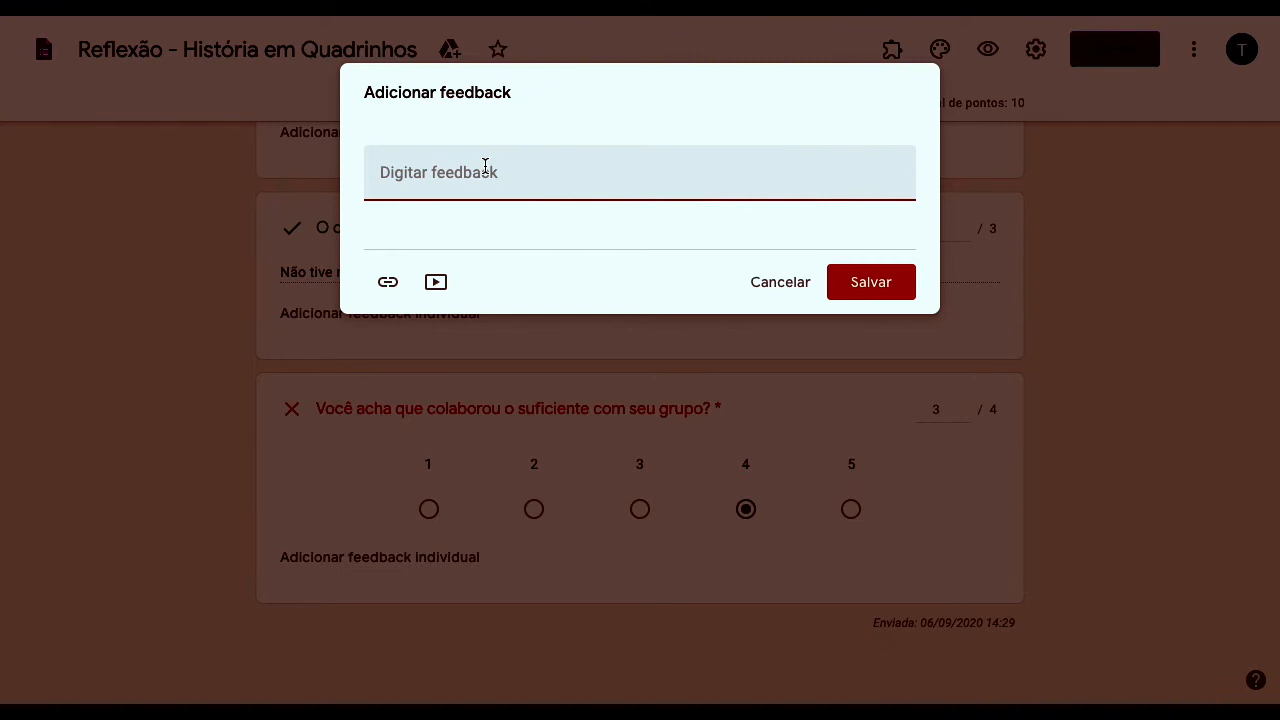 Reflexão - História em Quadrinhos
T
Adicionar feedback
l de pontos: 10
Adicionar
Digitar feedback
O
/ 3
Não tive
Cancelar
Salvar
Adicionar feedback individual
Você acha que colaborou o suficiente com seu grupo? *
3 / 4
1 2 3 4 5
Adicionar feedback individual
Enviada: 06/09/2020 14:29